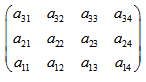 a₃₁ a₃₂ a₃₃ a₃₄
a₂₁ a₂₂ a₂₃ a₂₄
a₁₁ a₁₂ a₁₃ a₁₄